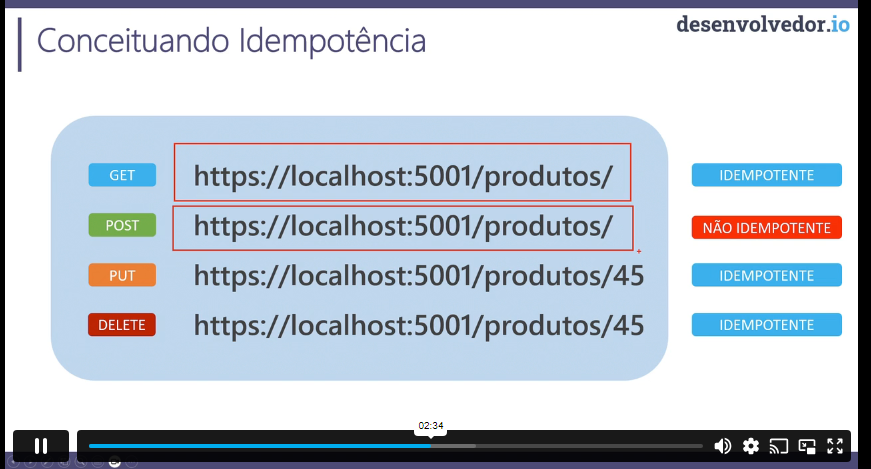 Conceituando Idempotência
desenvolvedor.io
GET https://localhost:5001/produtos/ IDEMPOTENTE
POST https://localhost:5001/produtos/ NÃO IDEMPOTENTE
PUT https://localhost:5001/produtos/45 IDEMPOTENTE
DELETE https://localhost:5001/produtos/45 IDEMPOTENTE
02:34